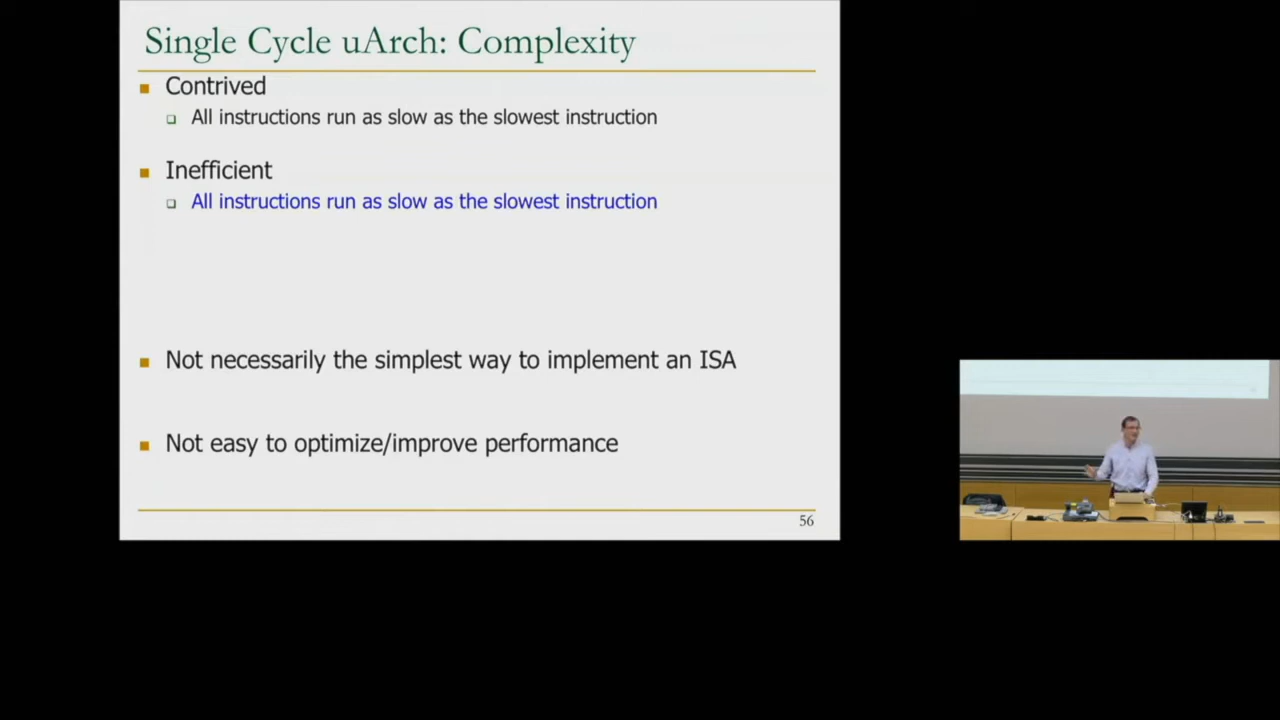 Single Cycle uArch: Complexity
Contrived
All instructions run as slow as the slowest instruction
Inefficient
All instructions run as slow as the slowest instruction
Not necessarily the simplest way to implement an ISA
Not easy to optimize/improve performance
56